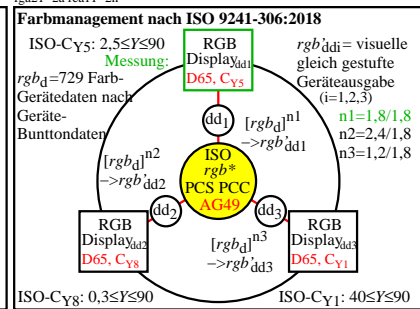 Farbmanagement nach ISO 9241-306:2018
ISO-CY5: 2,5≤Y≤90
Messung:
rgbd=729 Farb-
Gerätedaten nach
Geräte-
Bunttondaten
RGB
Displaydd1
D65, CY5
rgb'ddi= visuelle
gleich gestufte
Geräteausgabe
(i=1,2,3)
n1=1,8/1,8
n2=2,4/1,8
n3=1,2/1,8
dd1
[rgbd]n1
->rgb'dd1
[rgbd]n2
->rgb'dd2
ISO
rgb*
PCS PCC
AG49
dd2
dd3
RGB
Displaydd2
D65, CY8
[rgbd]n3
->rgb'dd3
RGB
Displaydd3
D65, CY1
ISO-CY8: 0,3≤Y≤90
ISO-CY1: 40≤Y≤90